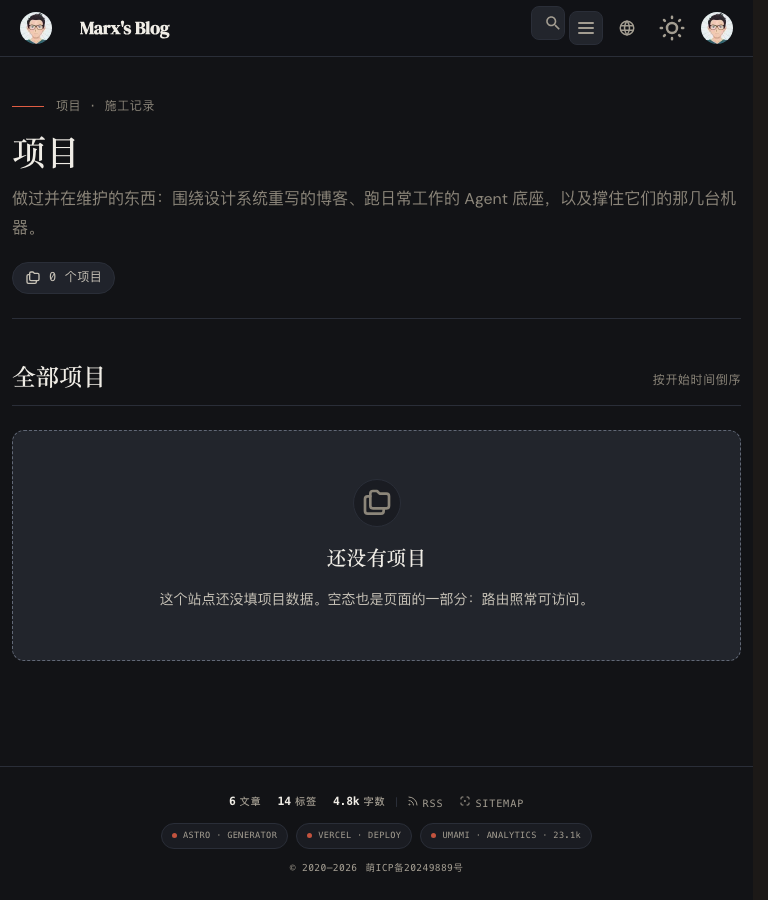 Marx's Blog
项目 · 施工记录
项目
做过并在维护的东西：围绕设计系统重写的博客、跑日常工作的 Agent 底座，以及撑住它们的那几台机
器。
0 个项目
全部项目
按开始时间倒序
还没有项目
这个站点还没填项目数据。空态也是页面的一部分：路由照常可访问。
6 文章 14 标签 4.8k 字数 RSS SITEMAP
ASTRO · GENERATOR VERCEL · DEPLOY UMAMI · ANALYTICS · 23.1k
© 2020—2026 萌ICP备20249889号